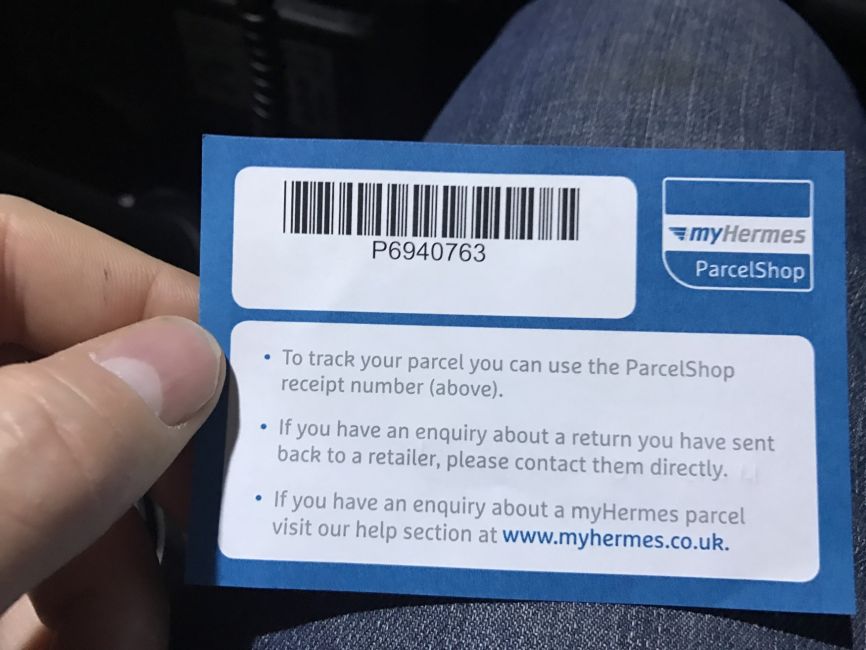 P6940763
myHermes
ParcelShop
• To track your parcel you can use the ParcelShop
receipt number (above).
• If you have an enquiry about a return you have sent
back to a retailer, please contact them directly.
• If you have an enquiry about a myHermes parcel
visit our help section at www.myhermes.co.uk.